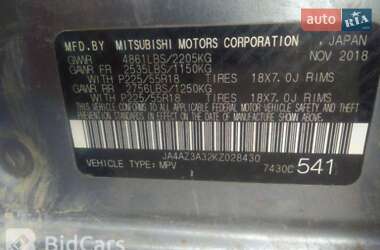 AUTO.RIA
MFD.BY MITSUBISHI MOTORS CORPORATION , JAPAN
GVWR 4861LBS/2205KG NOV 2018
GAWR FR 2535LBS/1150KG
WITH P225/55R18 TIRES 18X7.0J RIMS
GAWR RR 2756LBS/1250KG
WITH P225/55R18 TIRES 18X7.0J RIMS
JA4AZ3A32KZ028430
VEHICLE TYPE: MPV 7430C 541
BidCars